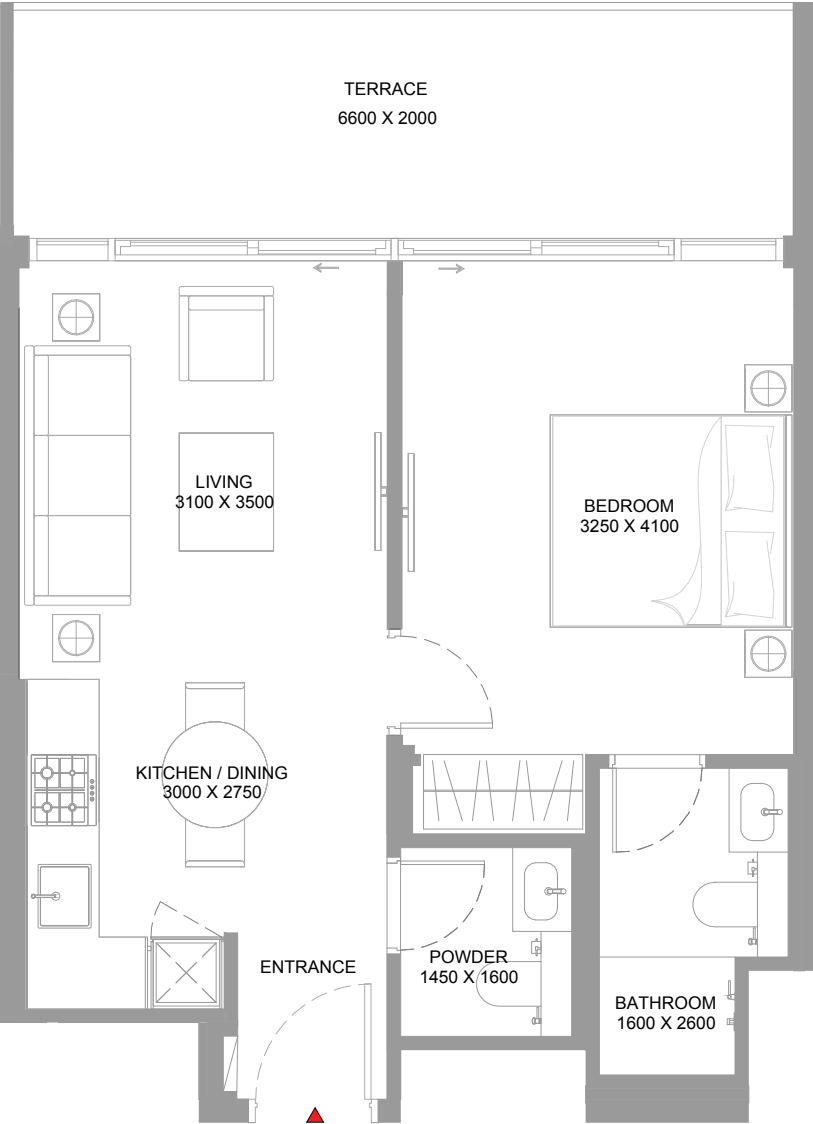 TERRACE
6600 X 2000
LIVING
3100 X 3500
BEDROOM
3250 X 4100
KITCHEN / DINING
3000 X 2750
ENTRANCE
POWDER
1450 X 1600
BATHROOM
1600 X 2600